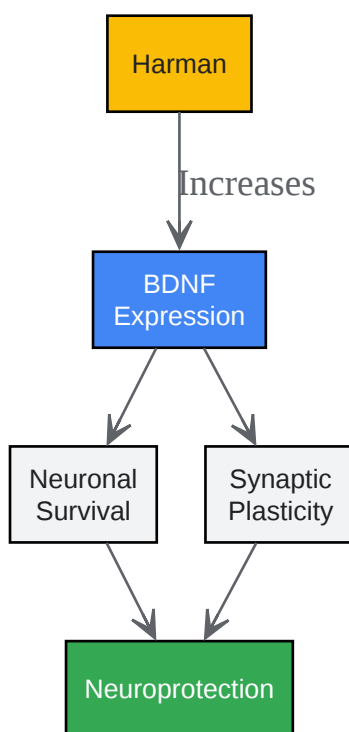 Harman
Increases
BDNF
Expression
Neuronal
Survival
Synaptic
Plasticity
Neuroprotection